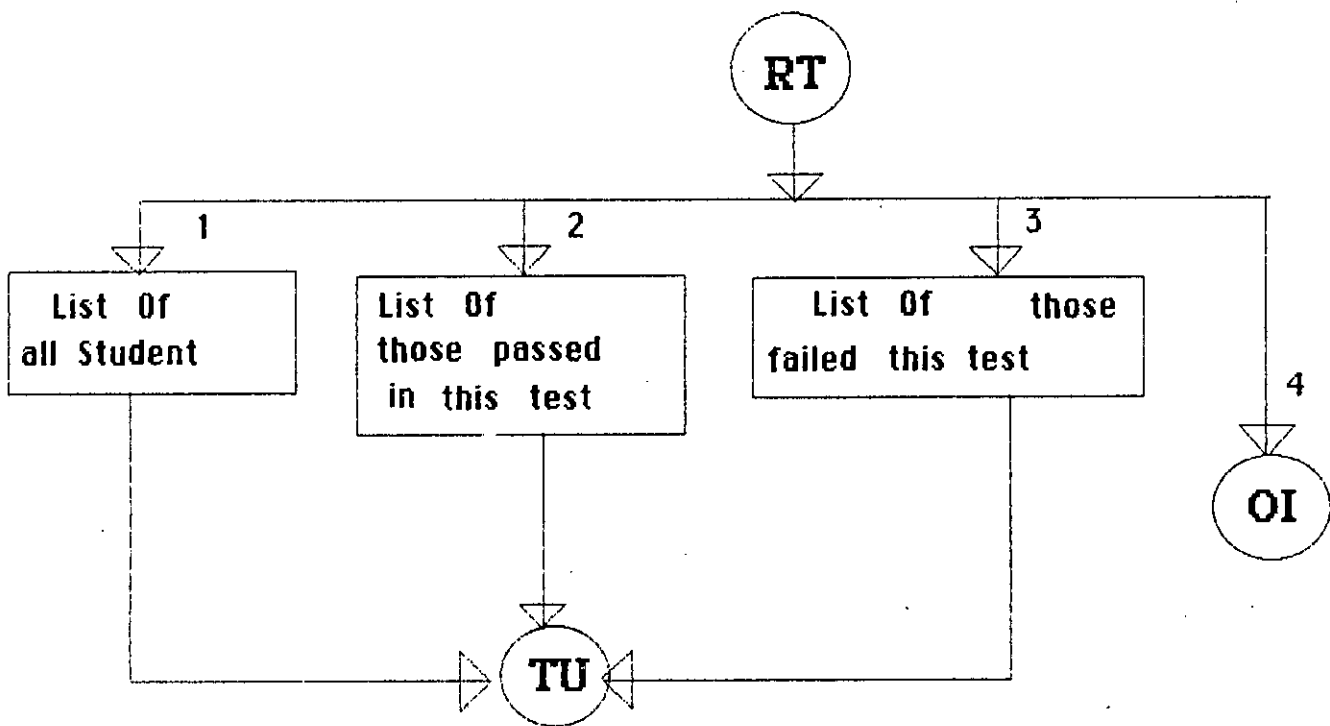 RT
1
2
3
List Of
all Student
List Of
those passed
in this test
List Of those
failed this test
4
OI
TU